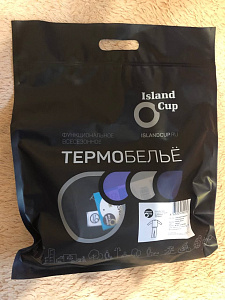 Island
Cup
ФУНКЦИОНАЛЬНОЕ
ВСЕСЕЗОННОЕ
ISLANDCUP.RU
ТЕРМОБЕЛЬЁ